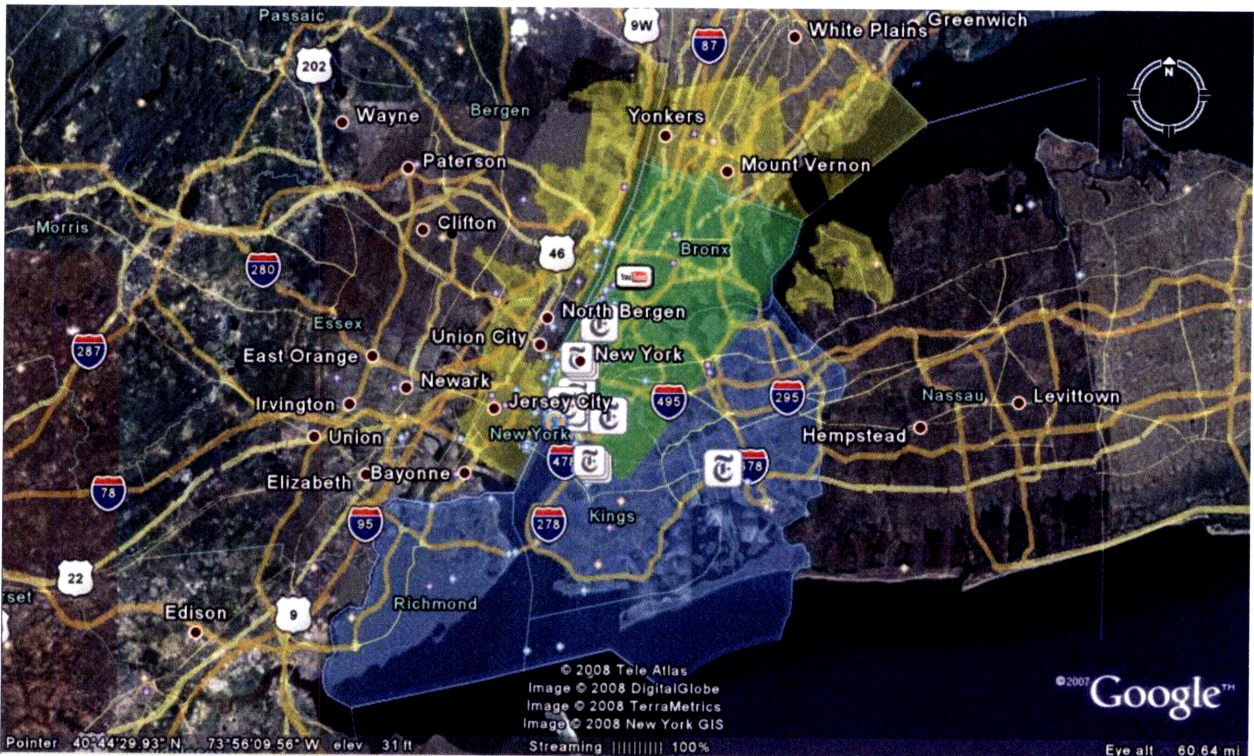 Passaic
9W
87
White Plains
Greenwich
202
N
Wayne
Bergen
Yonkers
Paterson
Mount Vernon
Clifton
Morris
46
Bronx
280
YouTube
North Bergen
Essex
Union City
287
East Orange
New York
Newark
Irvington
Jersey City
495
295
Nassau
Levittown
Union
New York
Hempstead
478
678
Elizabeth
Bayonne
78
95
278
Kings
22
rset
Richmond
Edison
9
© 2008 Tele Atlas
Image © 2008 DigitalGlobe
Image © 2008 TerraMetrics
Image © 2008 New York GIS
©2007 Google™
Pointer 40°44'29.93" N 73°56'09.56" W elev 31 ft Streaming |||||||||| 100% Eye alt 60.64 mi